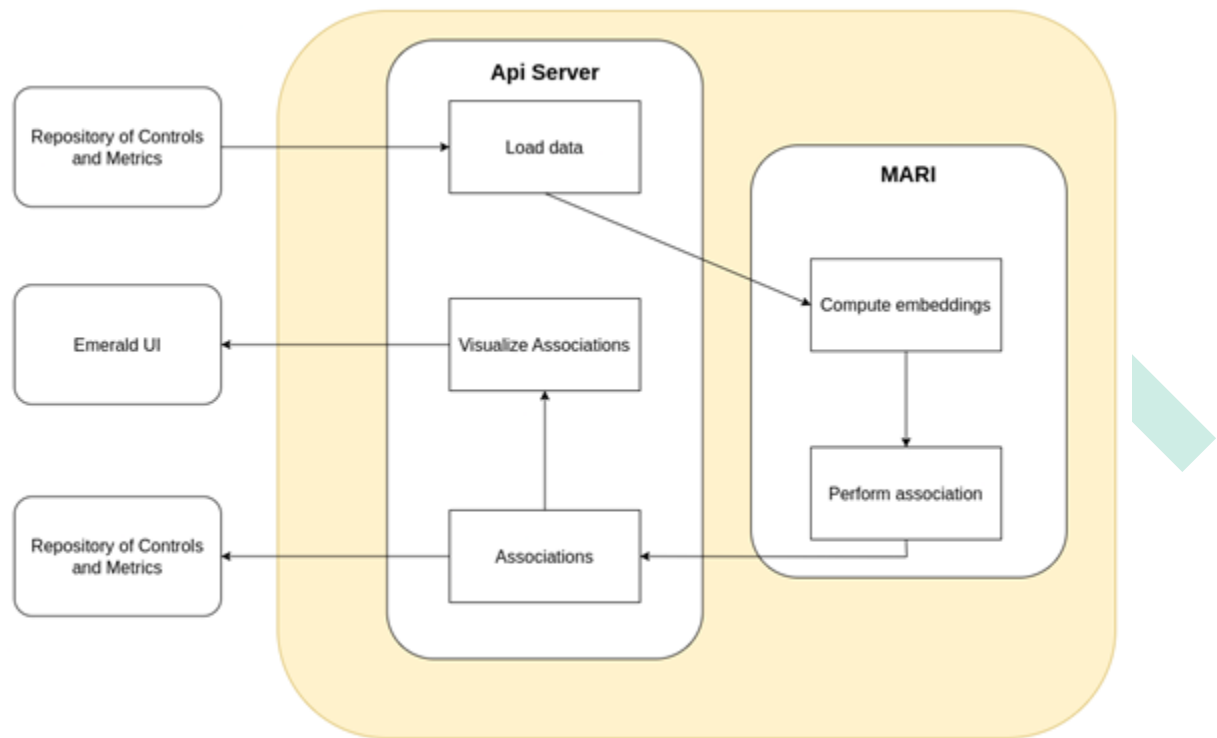 Api Server
Repository of Controls
and Metrics
Load data
MARI
Compute embeddings
Emerald UI
Visualize Associations
Perform association
Repository of Controls
and Metrics
Associations